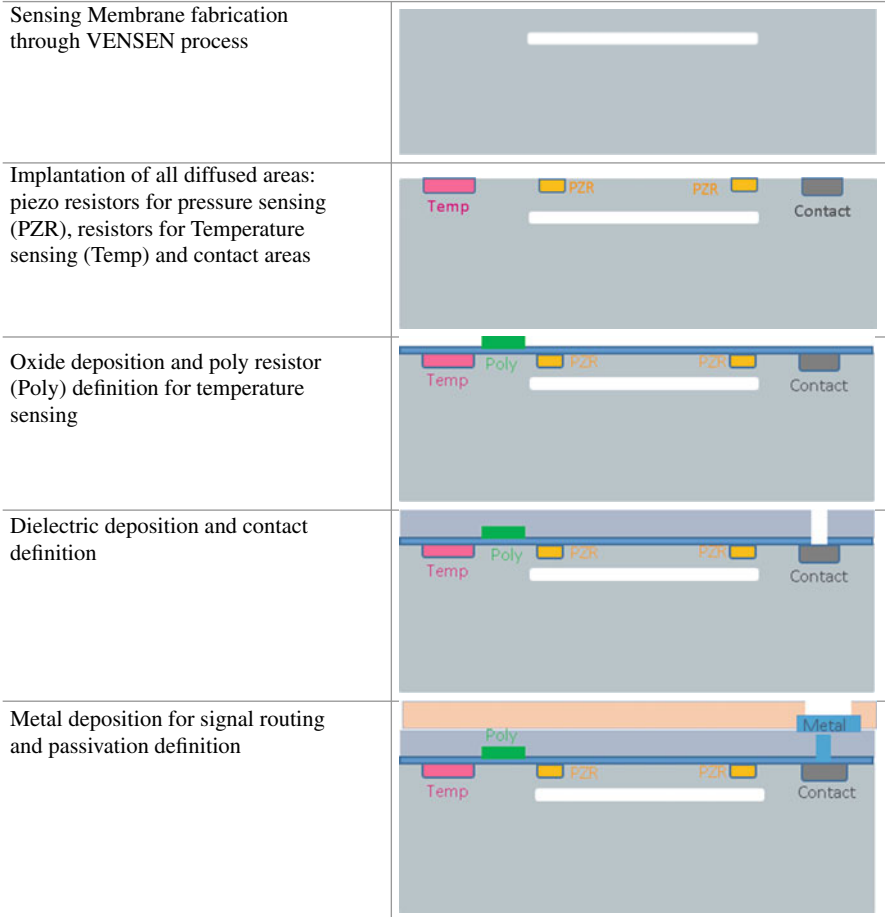 Sensing Membrane fabrication
through VENSEN process
Implantation of all diffused areas:
piezo resistors for pressure sensing
(PZR), resistors for Temperature
sensing (Temp) and contact areas
Temp
PZR
PZR
Contact
Oxide deposition and poly resistor
(Poly) definition for temperature
sensing
Temp
Poly
PZR
PZR
Contact
Dielectric deposition and contact
definition
Temp
Poly
PZR
PZR
Contact
Metal deposition for signal routing
and passivation definition
Metal
Poly
Temp
PZR
PZR
Contact